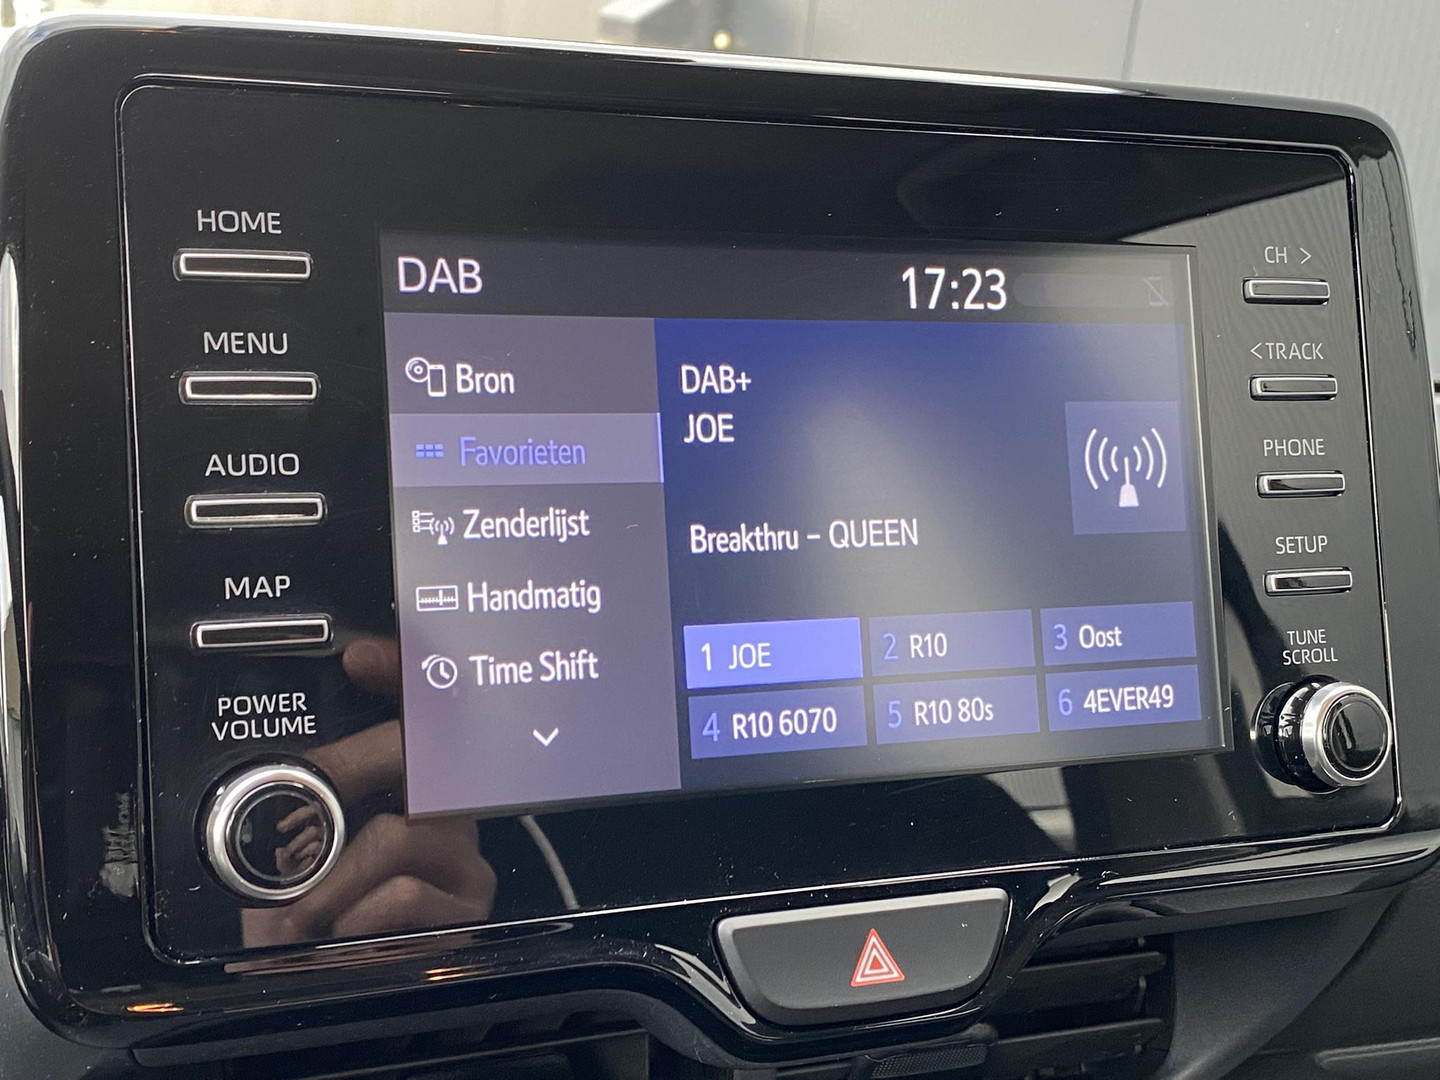 HOME
MENU
AUDIO
MAP
POWER
VOLUME
DAB
17:23
Bron
Favorieten
Zenderlijst
Handmatig
Time Shift
DAB+
JOE
Breakthru - QUEEN
1 JOE
2 R10
3 Oost
4 R10 6070
5 R10 80s
6 4EVER49
CH >
< TRACK
PHONE
SETUP
TUNE
SCROLL